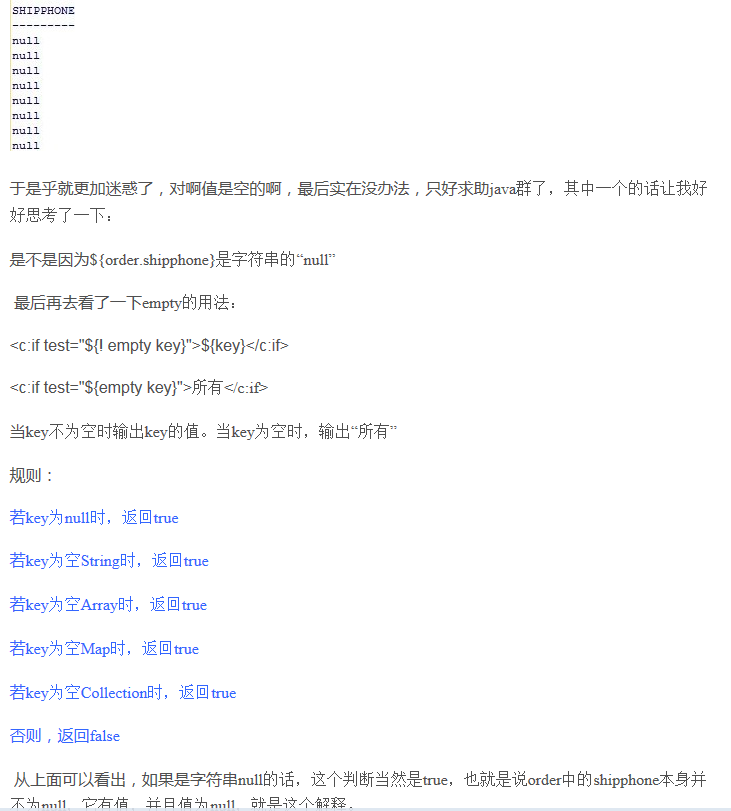 SHIPPHONE
---------
null
null
null
null
null
null
null
null
于是乎就更加迷惑了，对啊值是空的啊，最后实在没办法，只好求助java群了，其中一个的话让我好
好思考了一下：
是不是因为${order.shipphone}是字符串的“null”
最后再去看了一下empty的用法：
<c:if test="${! empty key}">${key}</c:if>
<c:if test="${empty key}">所有</c:if>
当key不为空时输出key的值。当key为空时，输出“所有”
规则：
若key为null时，返回true
若key为空String时，返回true
若key为空Array时，返回true
若key为空Map时，返回true
若key为空Collection时，返回true
否则，返回false
从上面可以看出，如果是字符串null的话，这个判断当然是true，也就是说order中的shipphone本身并
不为null，它有值，并且值为null，就是这个解释。